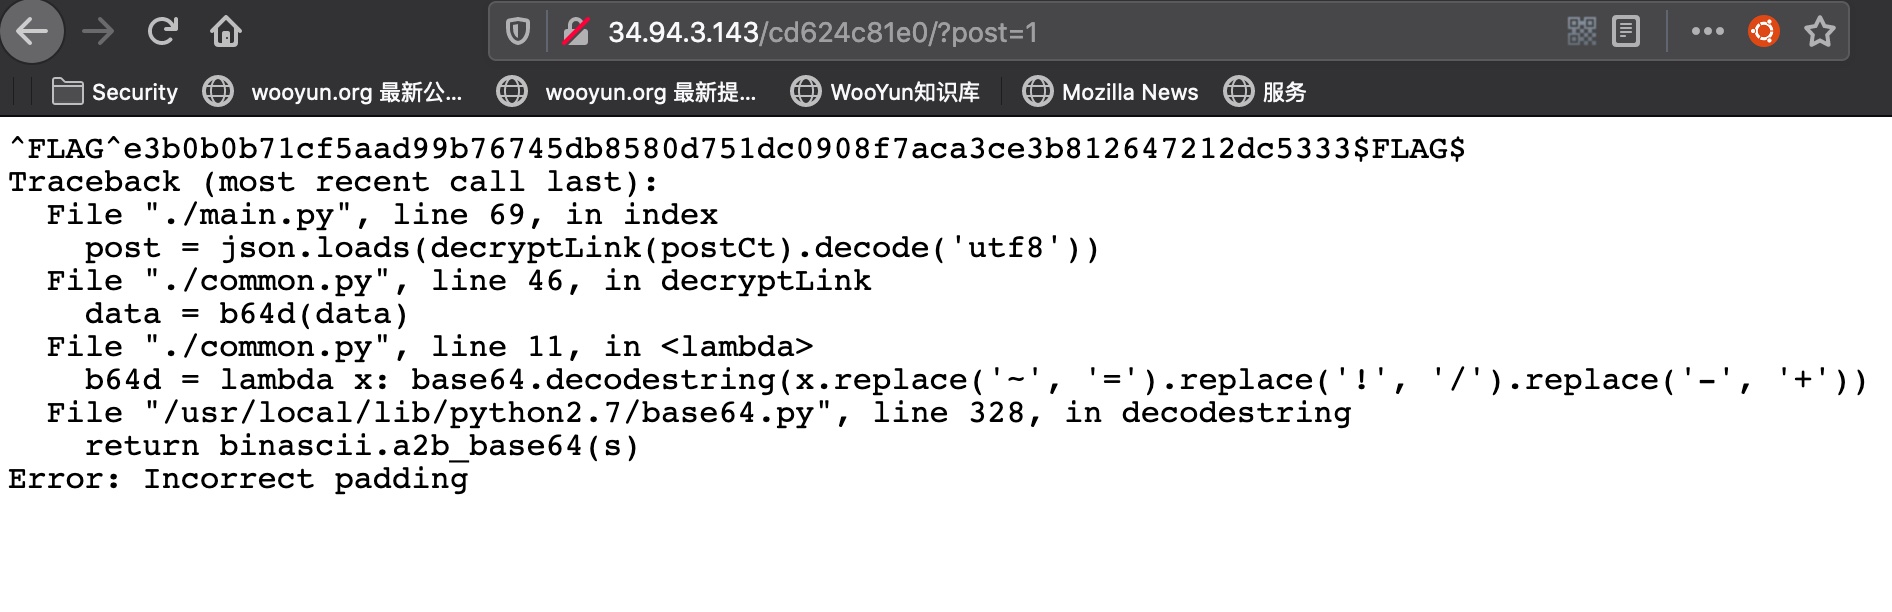 34.94.3.143/cd624c81e0/?post=1
Security wooyun.org 最新公... wooyun.org 最新提... WooYun知识库 Mozilla News 服务
^FLAG^e3b0b0b71cf5aad99b76745db8580d751dc0908f7aca3ce3b812647212dc5333$FLAG$
Traceback (most recent call last):
  File "./main.py", line 69, in index
    post = json.loads(decryptLink(postCt).decode('utf8'))
  File "./common.py", line 46, in decryptLink
    data = b64d(data)
  File "./common.py", line 11, in <lambda>
    b64d = lambda x: base64.decodestring(x.replace('~', '=').replace('!', '/').replace('-', '+'))
  File "/usr/local/lib/python2.7/base64.py", line 328, in decodestring
    return binascii.a2b_base64(s)
Error: Incorrect padding